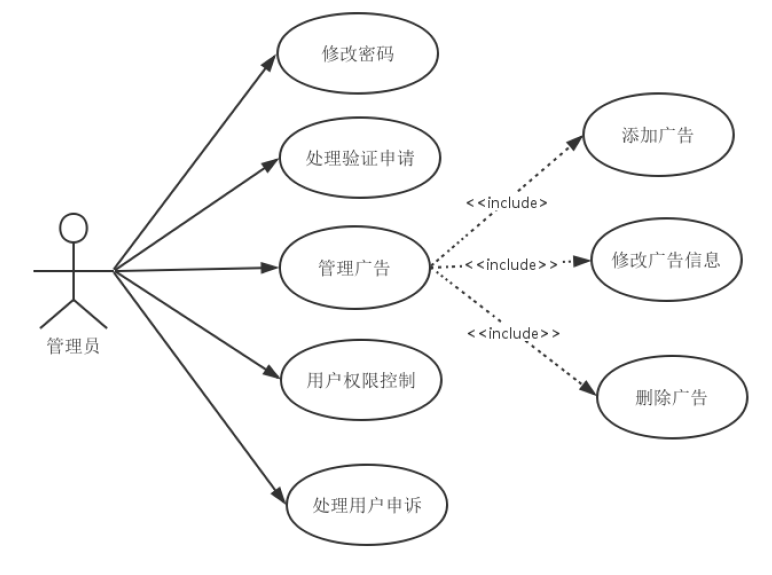 修改密码
处理验证申请
管理广告
用户权限控制
处理用户申诉
管理员
<<include>
<<include>>
<<include>>
添加广告
修改广告信息
删除广告